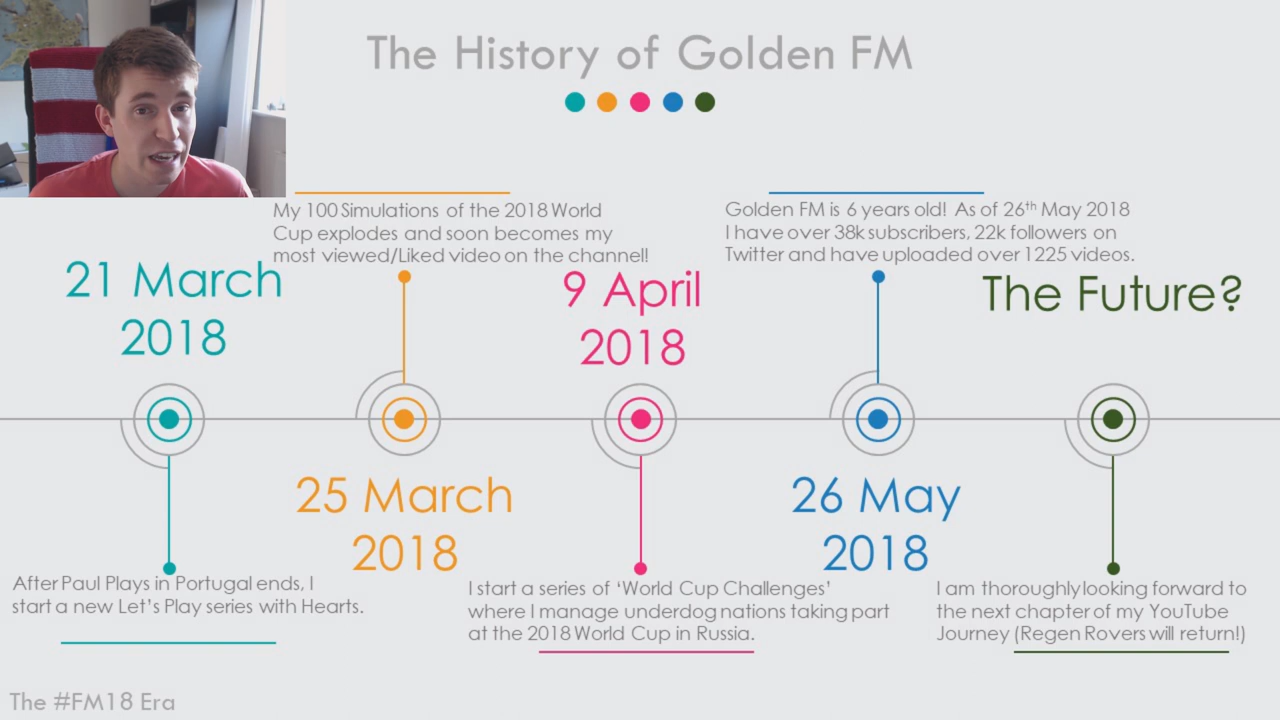 The History of Golden FM
My 100 Simulations of the 2018 World
Cup explodes and soon becomes my
most viewed/Liked video on the channel!
Golden FM is 6 years old! As of 26th May 2018
I have over 38k subscribers, 22k followers on
Twitter and have uploaded over 1225 videos.
21 March
2018
9 April
2018
The Future?
25 March
2018
26 May
2018
After Paul Plays in Portugal ends, I
start a new Let's Play series with Hearts.
I start a series of 'World Cup Challenges'
where I manage underdog nations taking part
at the 2018 World Cup in Russia.
I am thoroughly looking forward to
the next chapter of my YouTube
Journey (Regen Rovers will return!)
The #FM18 Era